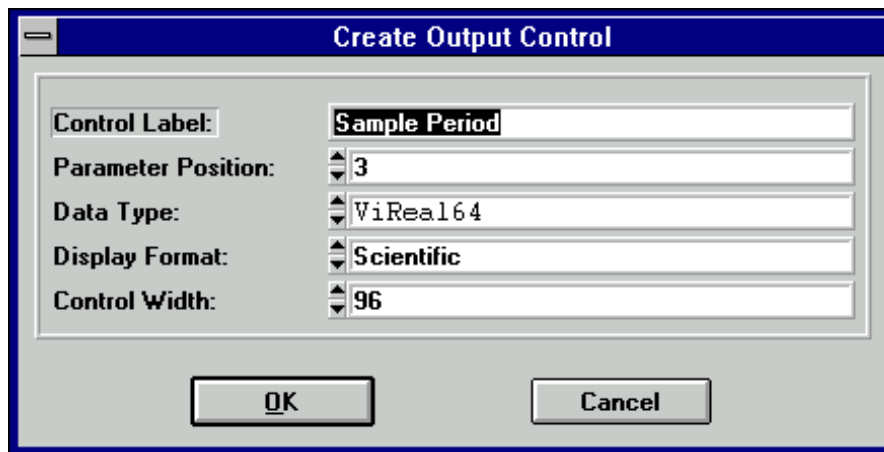 Create Output Control
Control Label: Sample Period
Parameter Position: 3
Data Type: ViReal64
Display Format: Scientific
Control Width: 96
OK Cancel